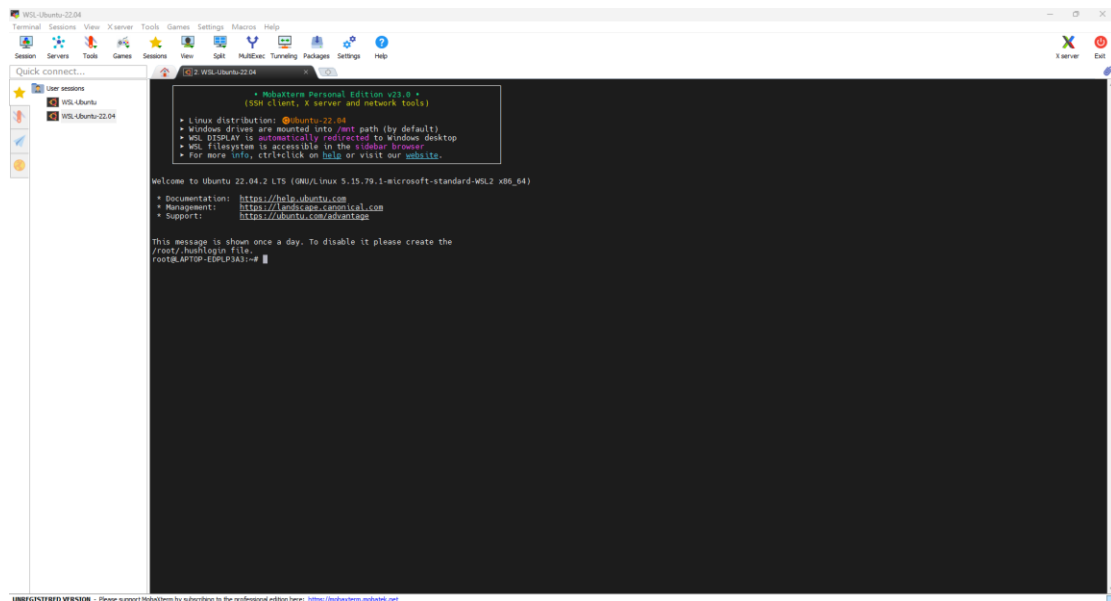 WSL-Ubuntu-22.04
Terminal Sessions View X server Tools Games Settings Macros Help
Session Servers Tools Games Sessions View Split MultiExec Tunneling Packages Settings Help X server Exit
Quick connect...
2. WSL-Ubuntu-22.04
User sessions
WSL-Ubuntu
WSL-Ubuntu-22.04
• MobaXterm Personal Edition v23.0 •
(SSH client, X server and network tools)
▸ Linux distribution: Ubuntu-22.04
▸ Windows drives are mounted into /mnt path (by default)
▸ WSL DISPLAY is automatically redirected to Windows desktop
▸ WSL filesystem is accessible in the sidebar browser
▸ For more info, ctrl+click on help or visit our website.
Welcome to Ubuntu 22.04.2 LTS (GNU/Linux 5.15.79.1-microsoft-standard-WSL2 x86_64)
* Documentation: https://help.ubuntu.com
* Management: https://landscape.canonical.com
* Support: https://ubuntu.com/advantage
This message is shown once a day. To disable it please create the
/root/.hushlogin file.
root@LAPTOP-EDPLP3A3:~#
UNREGISTERED VERSION - Please support MobaXterm by subscribing to the professional edition here: https://mobaxterm.mobatek.net